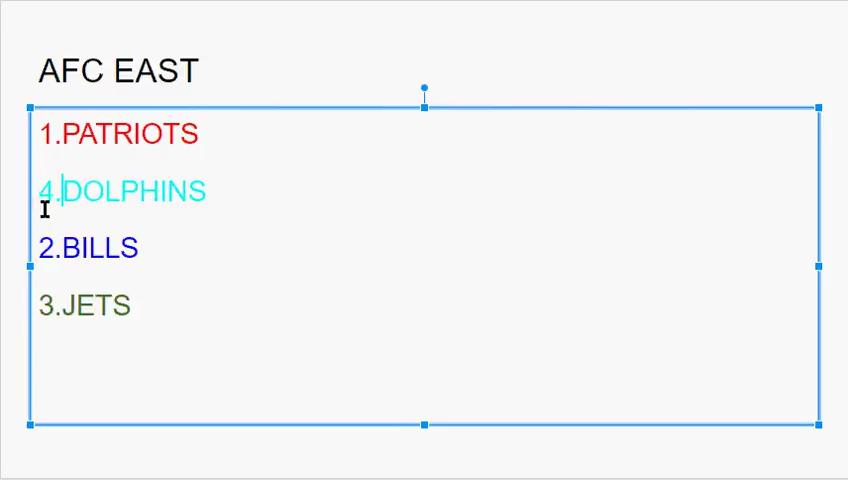 AFC EAST
1.PATRIOTS
4.DOLPHINS
2.BILLS
3.JETS